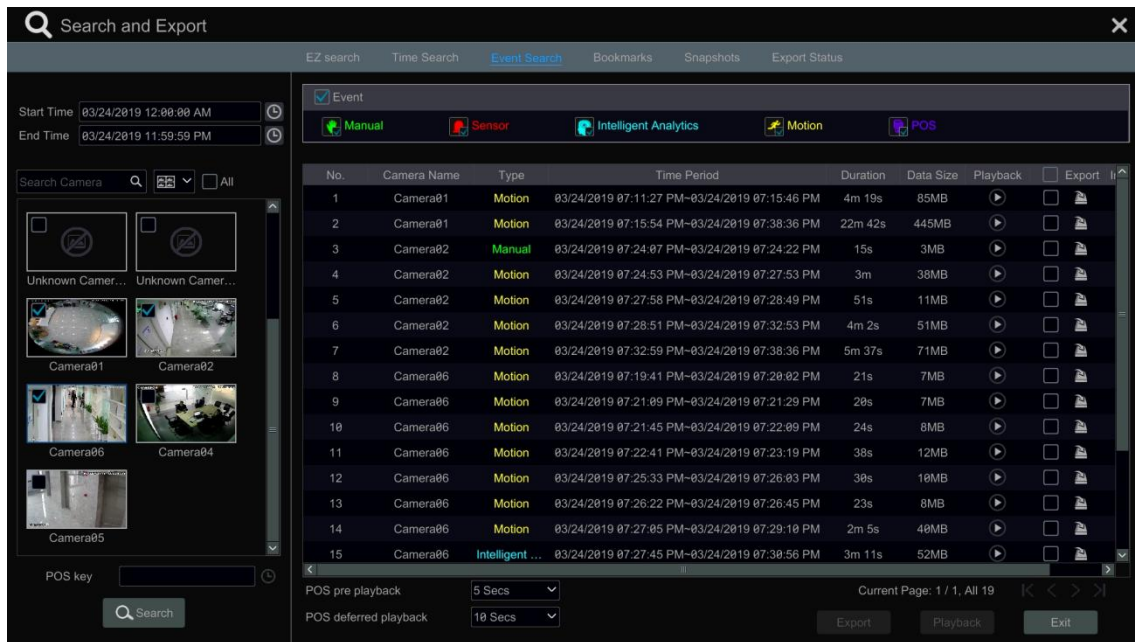 Search and Export
EZ search Time Search Event Search Bookmarks Snapshots Export Status
Start Time 03/24/2019 12:00:00 AM
End Time 03/24/2019 11:59:59 PM
Search Camera All
Unknown Camer... Unknown Camer...
Camera01 Camera02
Camera06 Camera04
Camera05
POS key
Search
Event
Manual Sensor Intelligent Analytics Motion POS
No. Camera Name Type Time Period Duration Data Size Playback Export
1 Camera01 Motion 03/24/2019 07:11:27 PM~03/24/2019 07:15:46 PM 4m 19s 85MB
2 Camera01 Motion 03/24/2019 07:15:54 PM~03/24/2019 07:38:36 PM 22m 42s 445MB
3 Camera02 Manual 03/24/2019 07:24:07 PM~03/24/2019 07:24:22 PM 15s 3MB
4 Camera02 Motion 03/24/2019 07:24:53 PM~03/24/2019 07:27:53 PM 3m 38MB
5 Camera02 Motion 03/24/2019 07:27:58 PM~03/24/2019 07:28:49 PM 51s 11MB
6 Camera02 Motion 03/24/2019 07:28:51 PM~03/24/2019 07:32:53 PM 4m 2s 51MB
7 Camera02 Motion 03/24/2019 07:32:59 PM~03/24/2019 07:38:36 PM 5m 37s 71MB
8 Camera06 Motion 03/24/2019 07:19:41 PM~03/24/2019 07:20:02 PM 21s 7MB
9 Camera06 Motion 03/24/2019 07:21:09 PM~03/24/2019 07:21:29 PM 20s 7MB
10 Camera06 Motion 03/24/2019 07:21:45 PM~03/24/2019 07:22:09 PM 24s 8MB
11 Camera06 Motion 03/24/2019 07:22:41 PM~03/24/2019 07:23:19 PM 38s 12MB
12 Camera06 Motion 03/24/2019 07:25:33 PM~03/24/2019 07:26:03 PM 30s 10MB
13 Camera06 Motion 03/24/2019 07:26:22 PM~03/24/2019 07:26:45 PM 23s 8MB
14 Camera06 Motion 03/24/2019 07:27:05 PM~03/24/2019 07:29:10 PM 2m 5s 40MB
15 Camera06 Intelligent ... 03/24/2019 07:27:45 PM~03/24/2019 07:30:56 PM 3m 11s 52MB
POS pre playback 5 Secs Current Page: 1 / 1, All 19
POS deferred playback 10 Secs Export Playback Exit